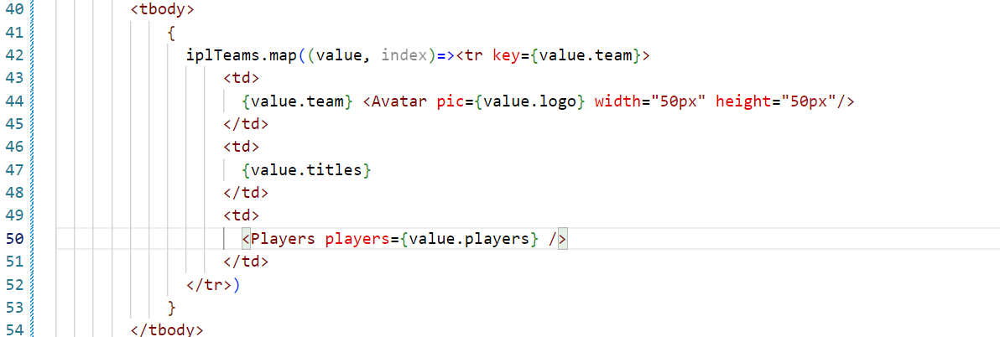 40 <tbody>
41 {
42 iplTeams.map((value, index)=><tr key={value.team}>
43 <td>
44 {value.team} <Avatar pic={value.logo} width="50px" height="50px"/>
45 </td>
46 <td>
47 {value.titles}
48 </td>
49 <td>
50 <Players players={value.players} />
51 </td>
52 </tr>)
53 }
54 </tbody>